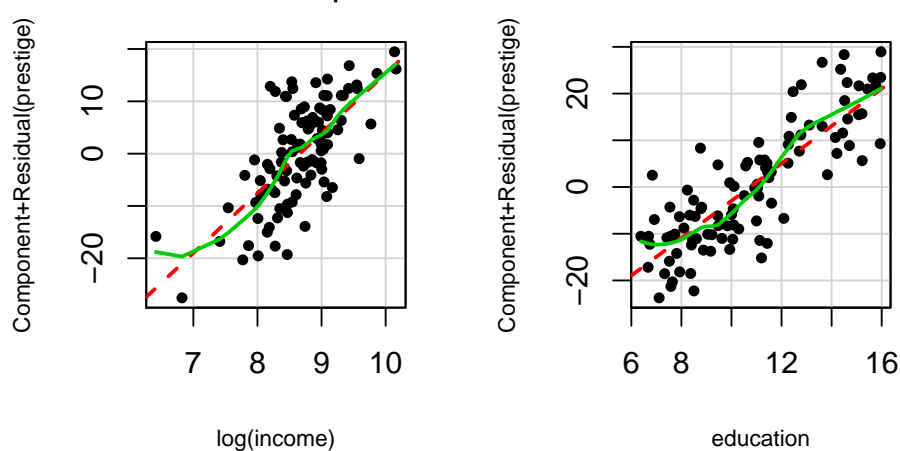 Component+Residual(prestige)
10
0
−20
7 8 9 10
log(income)
Component+Residual(prestige)
20
0
−20
6 8 12 16
education